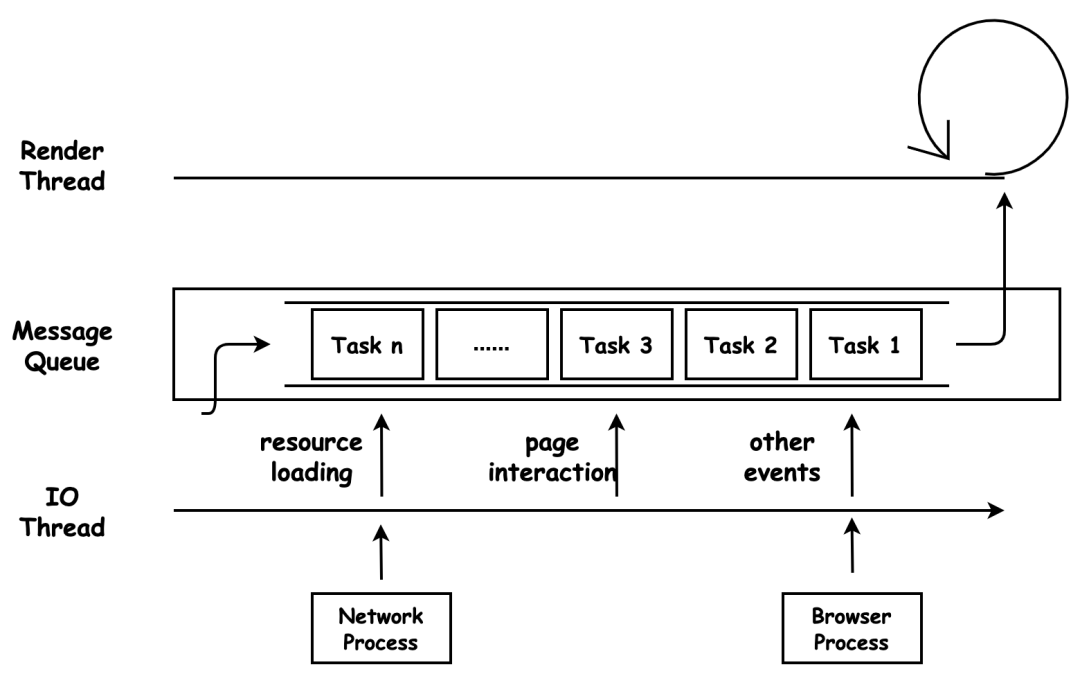 Render
Thread
Message
Queue
Task n
......
Task 3
Task 2
Task 1
resource
loading
page
interaction
other
events
IO
Thread
Network
Process
Browser
Process